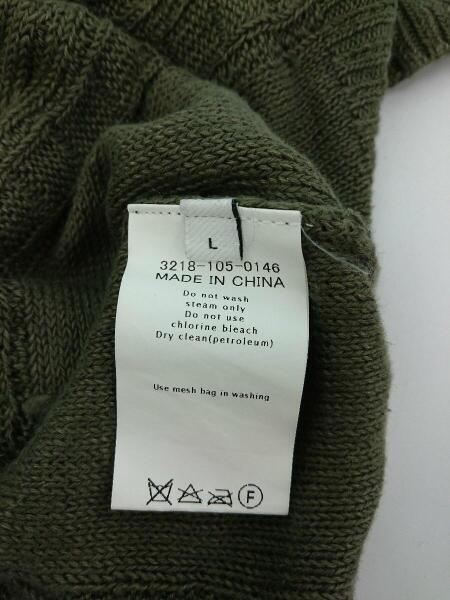 L
3218-105-0146
MADE IN CHINA
Do not wash
steam only
Do not use
chlorine bleach
Dry clean(petroleum)
Use mesh bag in washing
F